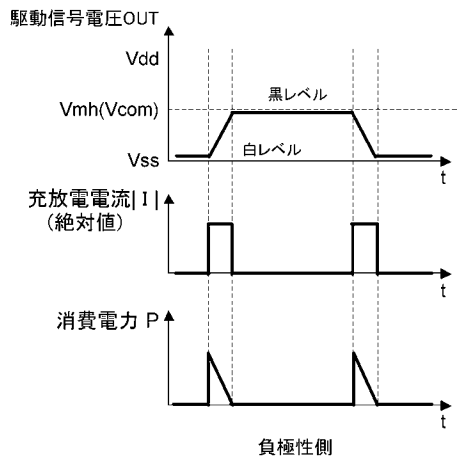 駆動信号電圧OUT
Vdd
Vmh(Vcom)
黒レベル
白レベル
Vss
t
充放電電流|I|
(絶対値)
t
消費電力 P
t
負極性側